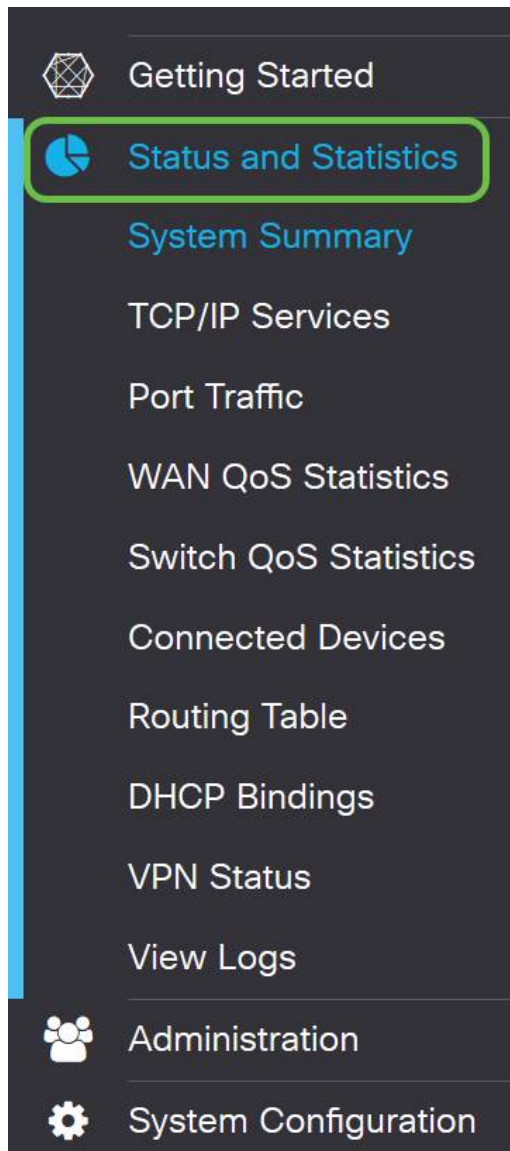 Getting Started
Status and Statistics
System Summary
TCP/IP Services
Port Traffic
WAN QoS Statistics
Switch QoS Statistics
Connected Devices
Routing Table
DHCP Bindings
VPN Status
View Logs
Administration
System Configuration